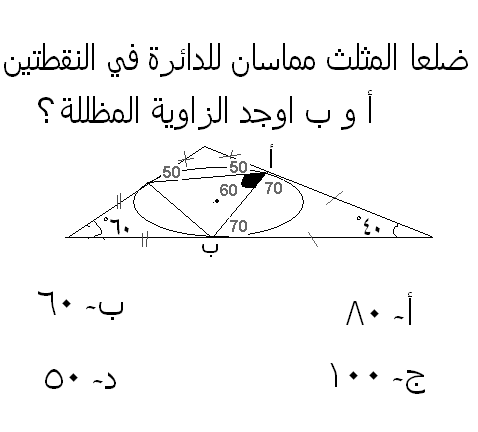 ضلعا المثلث مماسان للدائرة في النقطتين
أ و ب اوجد الزاوية المظللة ؟
أ
50
50
60
70
٦٠°
٤٠°
70
ب
أ- ٨٠
ب- ٦٠
ج- ١٠٠
د- ٥٠